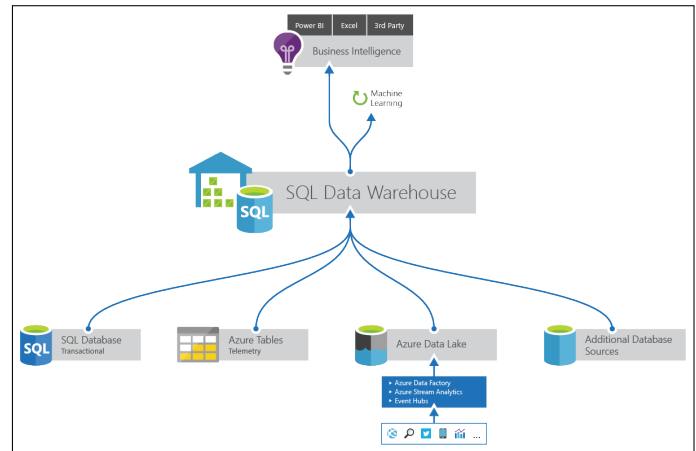 Power BI
Excel
3rd Party
Business Intelligence
Machine
Learning
SQL Data Warehouse
SQL
SQL
SQL Database
Transactional
Azure Tables
Telemetry
Azure Data Lake
Additional Database
Sources
Azure Data Factory
Azure Stream Analytics
Event Hubs
...